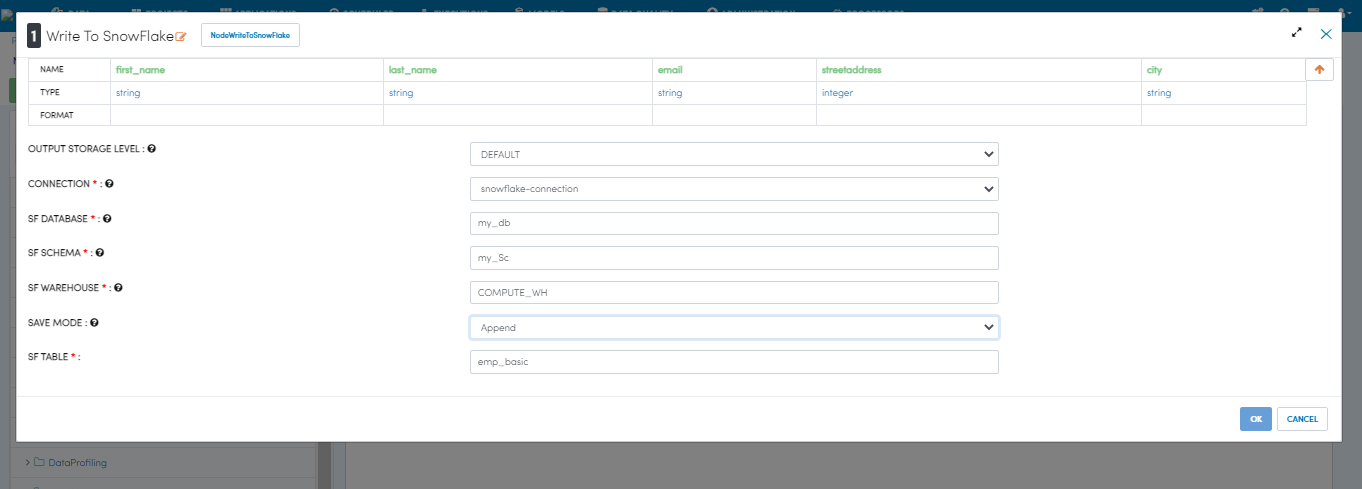 1 Write To SnowFlake NodeWriteToSnowFlake
NAME first_name last_name email streetaddress city
TYPE string string string integer string
FORMAT
OUTPUT STORAGE LEVEL : DEFAULT
CONNECTION * : snowflake-connection
SF DATABASE * : my_db
SF SCHEMA * : my_Sc
SF WAREHOUSE * : COMPUTE_WH
SAVE MODE : Append
SF TABLE * : emp_basic
OK CANCEL
DataProfiling